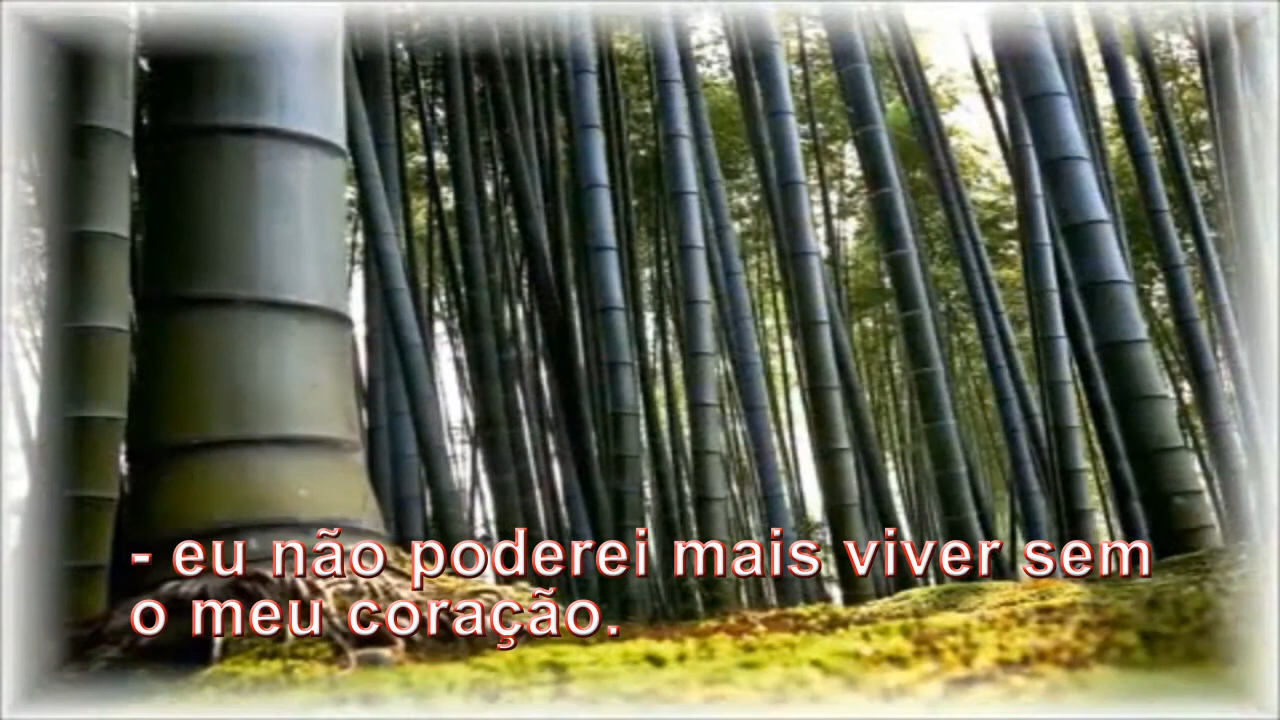 - eu não poderei mais viver sem
o meu coração.